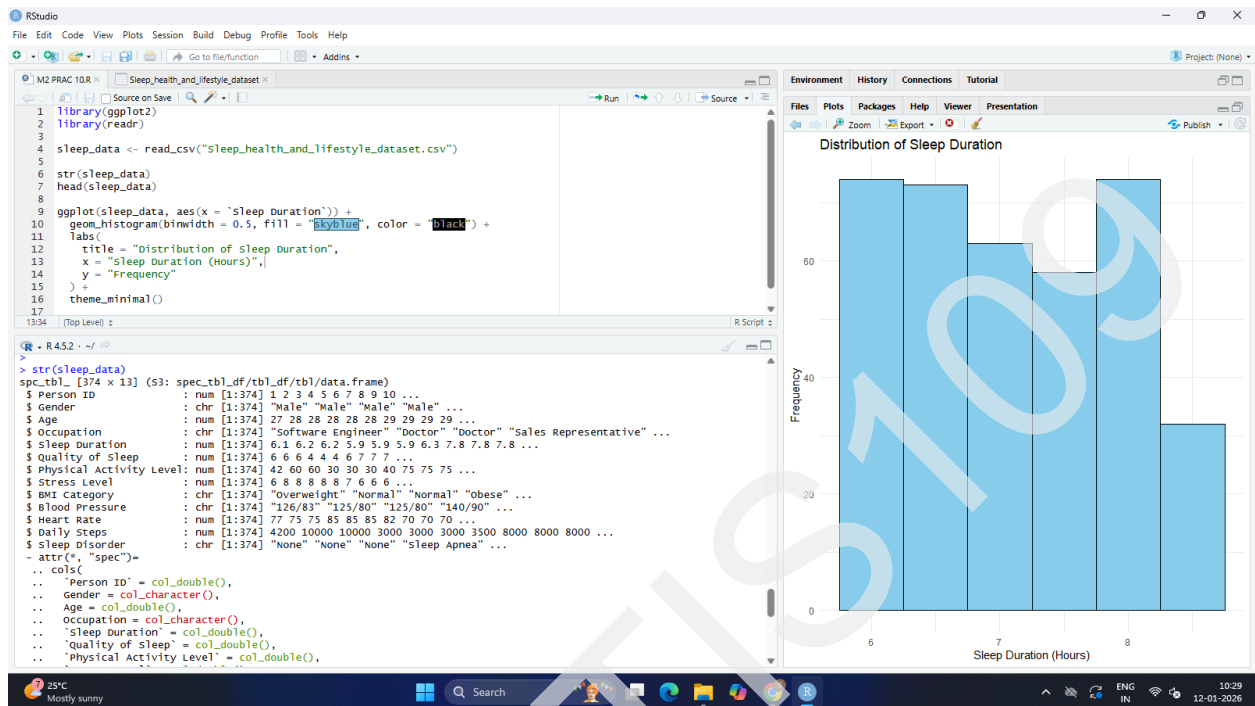 RStudio
File Edit Code View Plots Session Build Debug Profile Tools Help
Go to file/function Addins Project: (None)
M2 PRAC 10.R Sleep_health_and_lifestyle_dataset
Source on Save Run Source
1 library(ggplot2)
2 library(readr)
3
4 sleep_data <- read_csv("Sleep_health_and_lifestyle_dataset.csv")
5
6 str(sleep_data)
7 head(sleep_data)
8
9 ggplot(sleep_data, aes(x = `Sleep Duration`)) +
10 geom_histogram(binwidth = 0.5, fill = "skyblue", color = "black") +
11 labs(
12 title = "Distribution of Sleep Duration",
13 x = "Sleep Duration (Hours)",
14 y = "Frequency"
15 ) +
16 theme_minimal()
17
13:34 (Top Level) R Script
R 4.5.2 · ~/
>
> str(sleep_data)
spc_tbl_ [374 × 13] (S3: spec_tbl_df/tbl_df/tbl/data.frame)
$ Person ID : num [1:374] 1 2 3 4 5 6 7 8 9 10 ...
$ Gender : chr [1:374] "Male" "Male" "Male" "Male" ...
$ Age : num [1:374] 27 28 28 28 28 28 29 29 29 29 ...
$ Occupation : chr [1:374] "Software Engineer" "Doctor" "Doctor" "Sales Representative" ...
$ Sleep Duration : num [1:374] 6.1 6.2 6.2 5.9 5.9 5.9 6.3 7.8 7.8 7.8 ...
$ Quality of Sleep : num [1:374] 6 6 6 4 4 4 6 7 7 7 ...
$ Physical Activity Level: num [1:374] 42 60 60 30 30 30 40 75 75 75 ...
$ Stress Level : num [1:374] 6 8 8 8 8 8 7 6 6 6 ...
$ BMI Category : chr [1:374] "Overweight" "Normal" "Normal" "Obese" ...
$ Blood Pressure : chr [1:374] "126/83" "125/80" "125/80" "140/90" ...
$ Heart Rate : num [1:374] 77 75 75 85 85 85 82 70 70 70 ...
$ Daily Steps : num [1:374] 4200 10000 10000 3000 3000 3000 3500 8000 8000 8000 ...
$ Sleep Disorder : chr [1:374] "None" "None" "None" "Sleep Apnea" ...
- attr(*, "spec")=
.. cols(
.. `Person ID` = col_double(),
.. Gender = col_character(),
.. Age = col_double(),
.. Occupation = col_character(),
.. `Sleep Duration` = col_double(),
.. `Quality of Sleep` = col_double(),
.. `Physical Activity Level` = col_double(),
Environment History Connections Tutorial
Files Plots Packages Help Viewer Presentation
Zoom Export Publish
Distribution of Sleep Duration
Frequency
60
40
20
0
6 7 8
Sleep Duration (Hours)
TIS109
7 25°C
Mostly sunny
Search
ENG
IN
10:29
12-01-2026